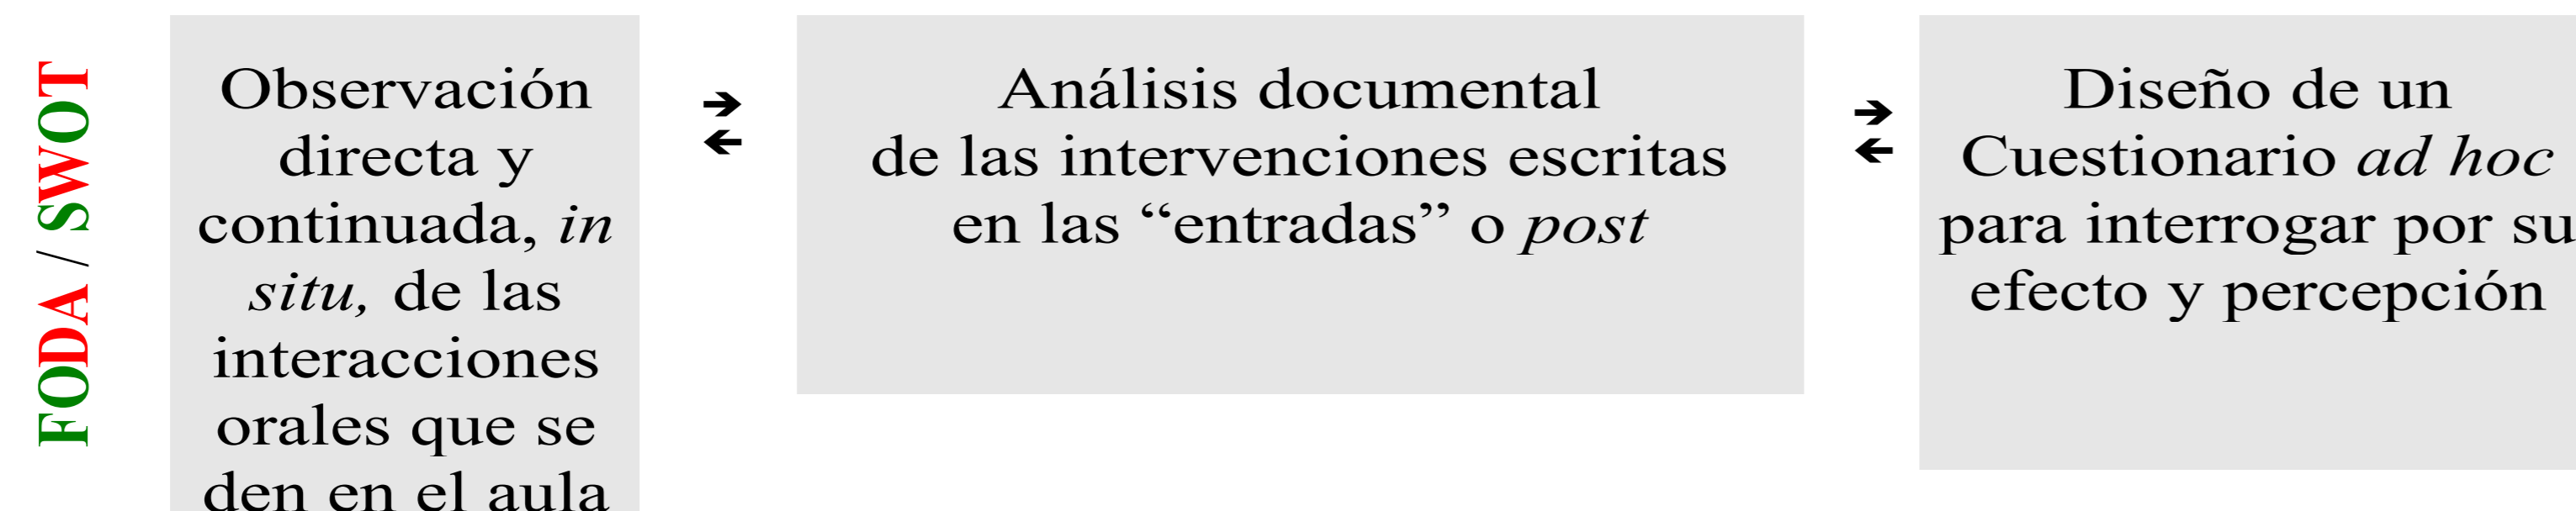 FODA / SWOT
Observación
directa y
continuada, in
situ, de las
interacciones
orales que se
den en el aula
Análisis documental
de las intervenciones escritas
en las “entradas” o post
Diseño de un
Cuestionario ad hoc
para interrogar por su
efecto y percepción